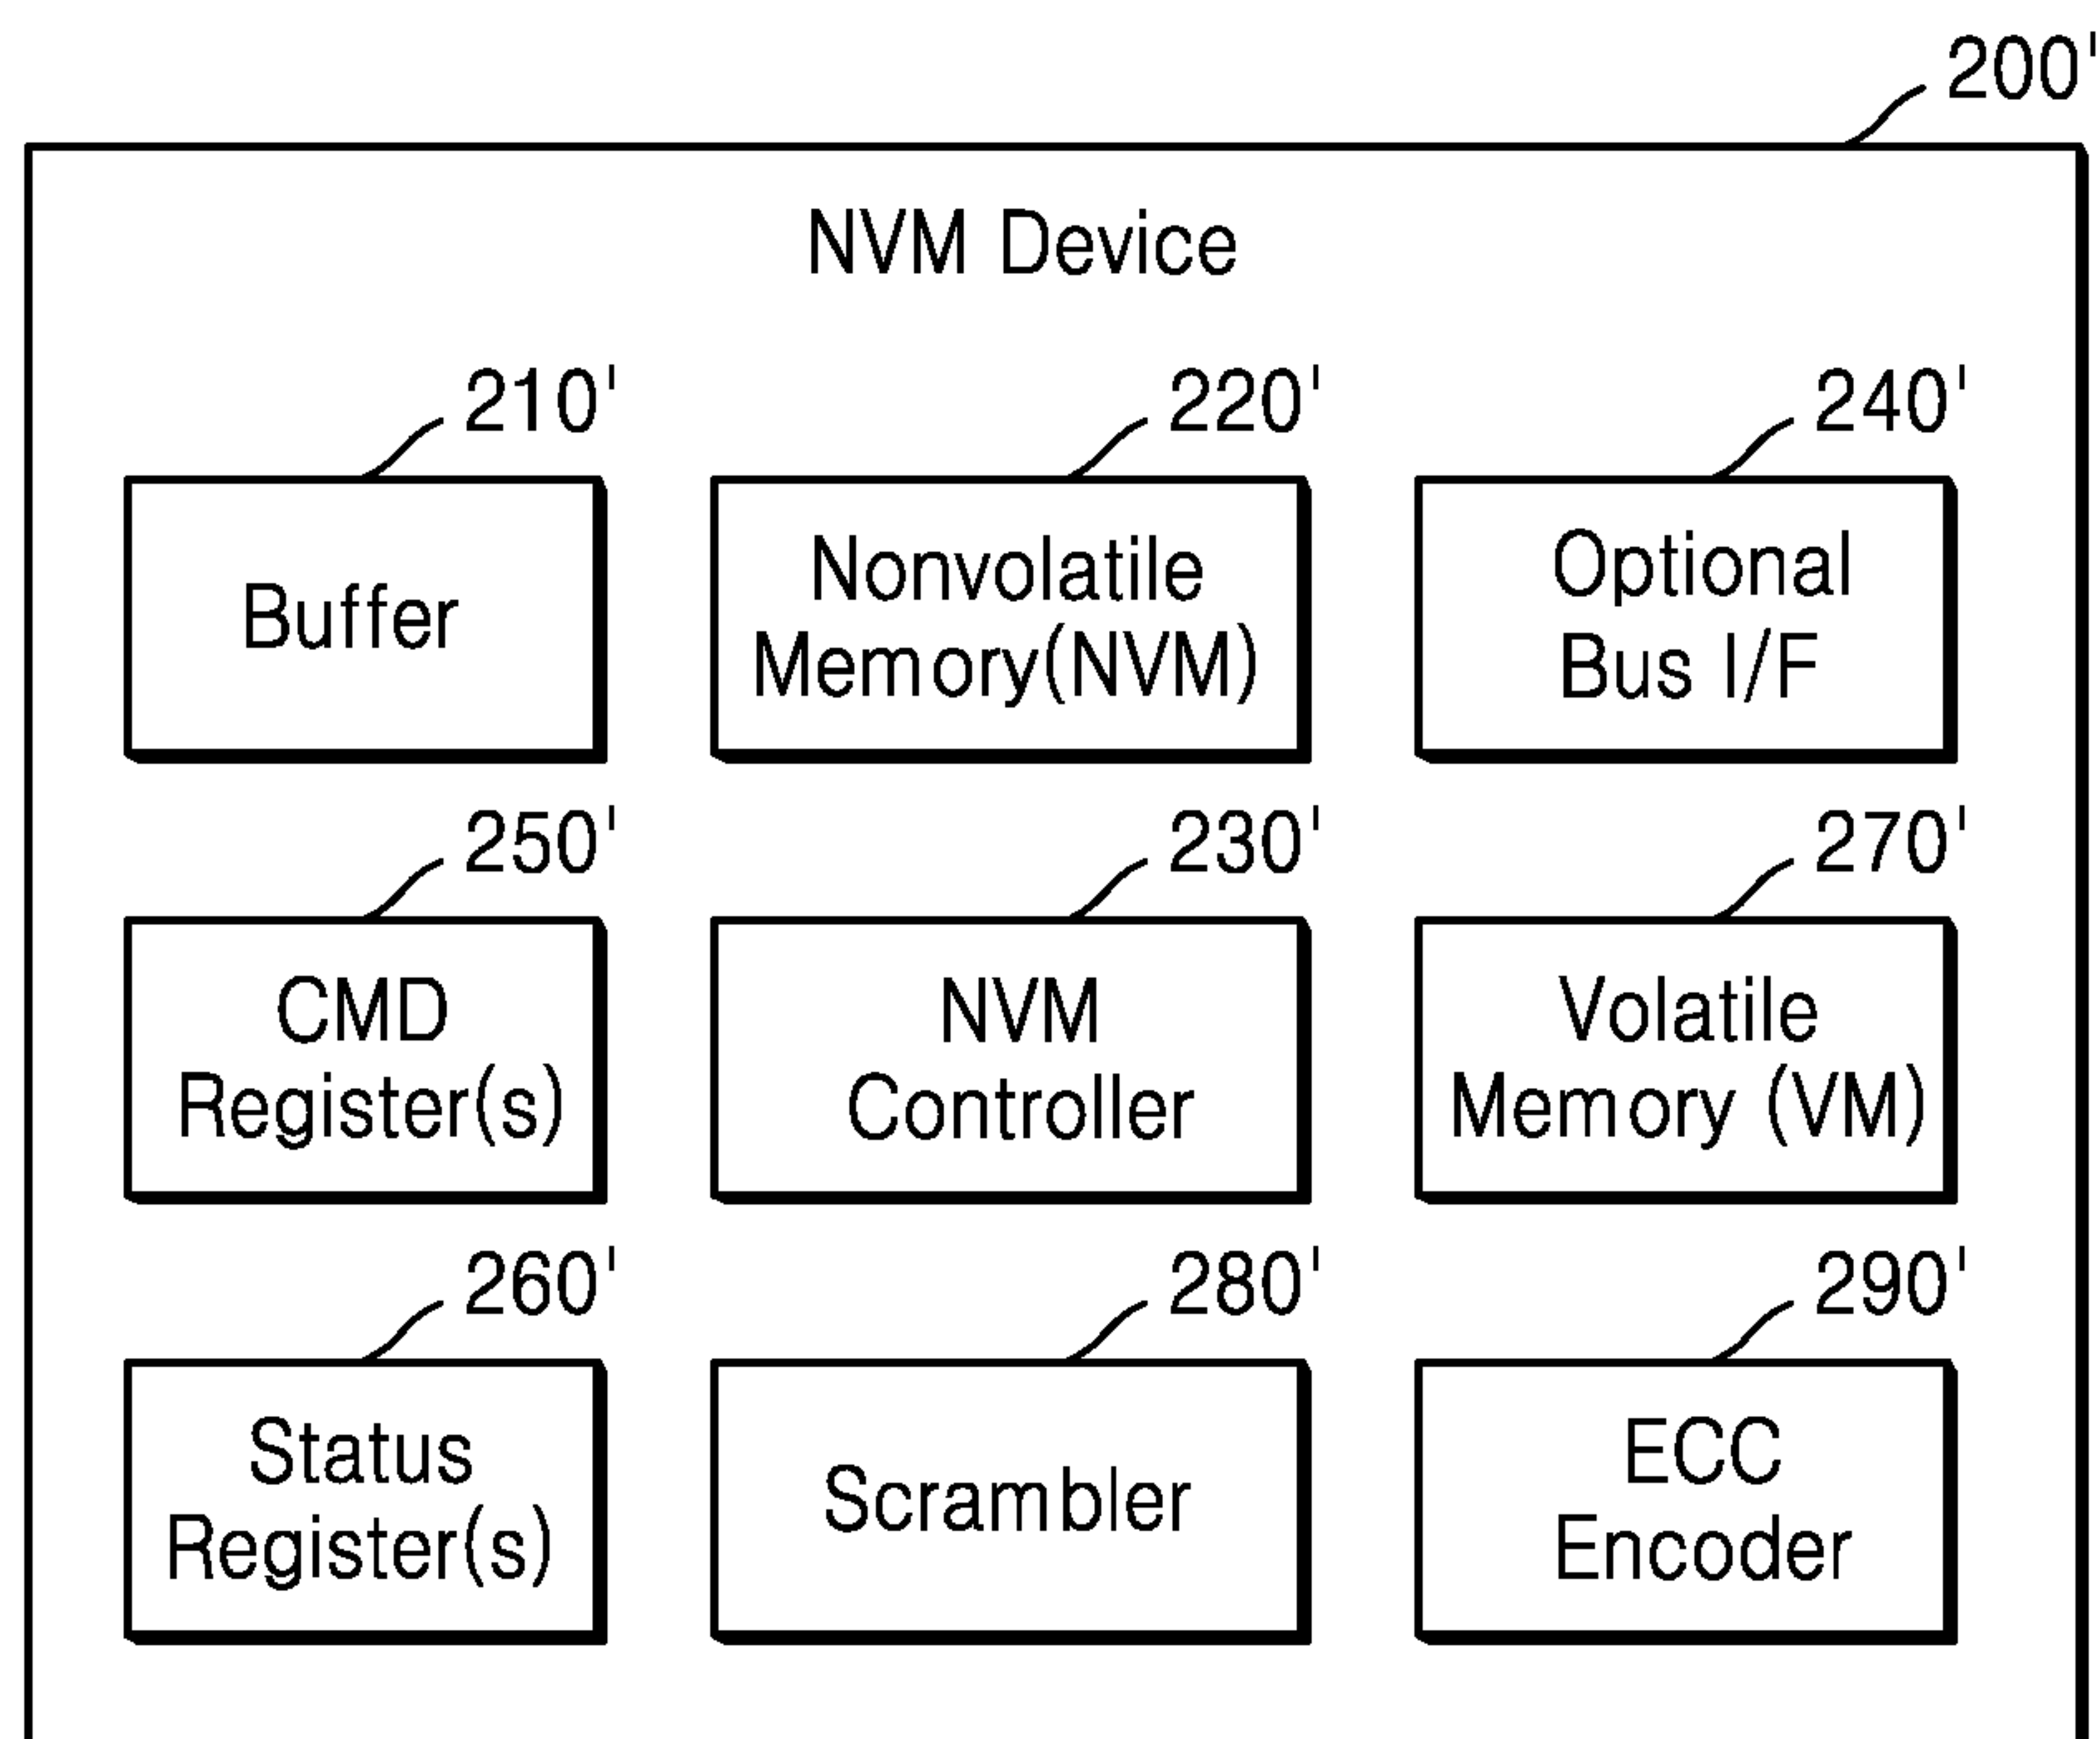 200'
NVM Device
210'
220'
240'
Buffer
Nonvolatile
Memory(NVM)
Optional
Bus I/F
250'
230'
270'
CMD
Register(s)
NVM
Controller
Volatile
Memory (VM)
260'
280'
290'
Status
Register(s)
Scrambler
ECC
Encoder